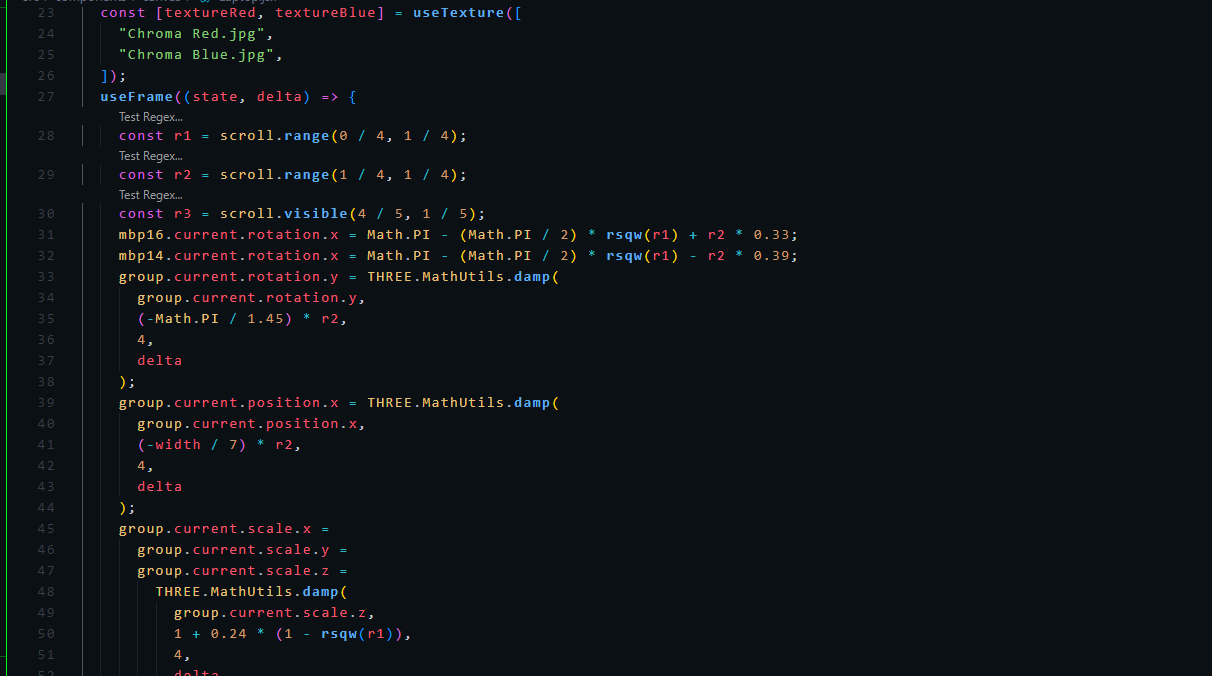 23 const [textureRed, textureBlue] = useTexture([
24 "Chroma Red.jpg",
25 "Chroma Blue.jpg",
26 ]);
27 useFrame((state, delta) => {
Test Regex...
28 const r1 = scroll.range(0 / 4, 1 / 4);
Test Regex...
29 const r2 = scroll.range(1 / 4, 1 / 4);
Test Regex...
30 const r3 = scroll.visible(4 / 5, 1 / 5);
31 mbp16.current.rotation.x = Math.PI - (Math.PI / 2) * rsqw(r1) + r2 * 0.33;
32 mbp14.current.rotation.x = Math.PI - (Math.PI / 2) * rsqw(r1) - r2 * 0.39;
33 group.current.rotation.y = THREE.MathUtils.damp(
34 group.current.rotation.y,
35 (-Math.PI / 1.45) * r2,
36 4,
37 delta
38 );
39 group.current.position.x = THREE.MathUtils.damp(
40 group.current.position.x,
41 (-width / 7) * r2,
42 4,
43 delta
44 );
45 group.current.scale.x =
46 group.current.scale.y =
47 group.current.scale.z =
48 THREE.MathUtils.damp(
49 group.current.scale.z,
50 1 + 0.24 * (1 - rsqw(r1)),
51 4,
52 delta